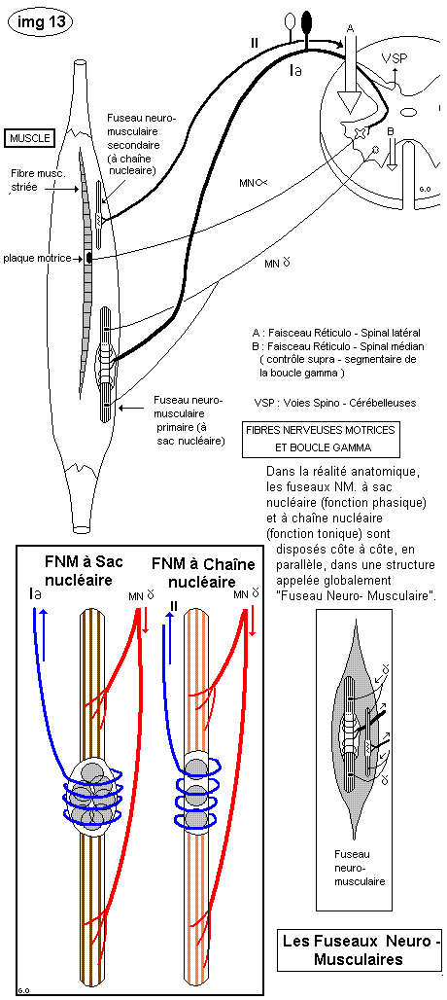 img 13
II
Ia
A
VSP
B
G.O
MUSCLE
Fuseau neuro-
musculaire
secondaire
(à chaîne
nucleaire)
Fibre musc.
striée
MN α
plaque motrice
MN γ
A : Faisceau Réticulo - Spinal latéral
B : Faisceau Réticulo - Spinal médian
( contrôle supra - segmentaire de
la boucle gamma )
VSP : Voies Spino - Cérébelleuses
Fuseau neuro-
musculaire
primaire (à
sac nucléaire)
FIBRES NERVEUSES MOTRICES
ET BOUCLE GAMMA
Dans la réalité anatomique,
les fuseaux NM. à sac
nucléaire (fonction phasique)
et à chaîne nucléaire
(fonction tonique) sont
disposés côte à côte, en
parallèle, dans une structure
appelée globalement
"Fuseau Neuro- Musculaire".
FNM à Sac
nucléaire
FNM à Chaîne
nucléaire
Ia
MN γ
II
MN γ
G.O
γ
γ
Fuseau
neuro-
musculaire
Les Fuseaux Neuro -
Musculaires